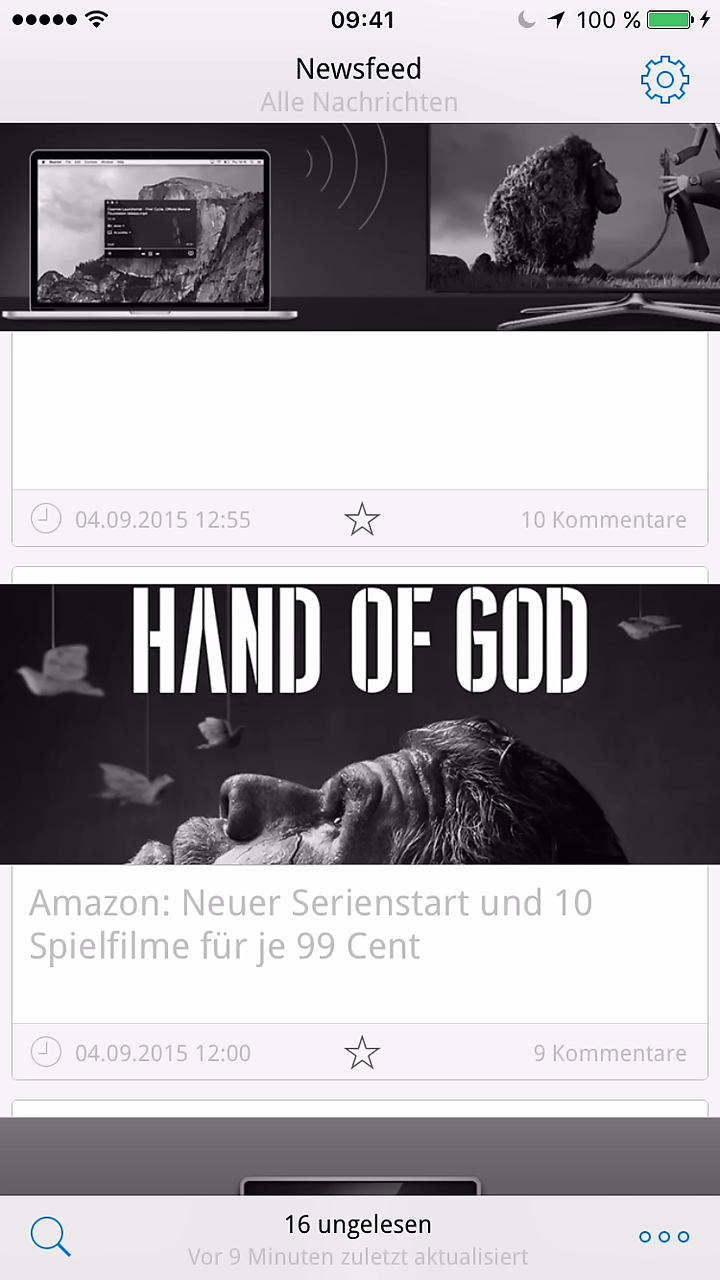 09:41
100 %
Newsfeed
Alle Nachrichten
04.09.2015 12:55
10 Kommentare
HAND OF GOD
Amazon: Neuer Serienstart und 10
Spielfilme für je 99 Cent
04.09.2015 12:00
9 Kommentare
16 ungelesen
Vor 9 Minuten zuletzt aktualisiert